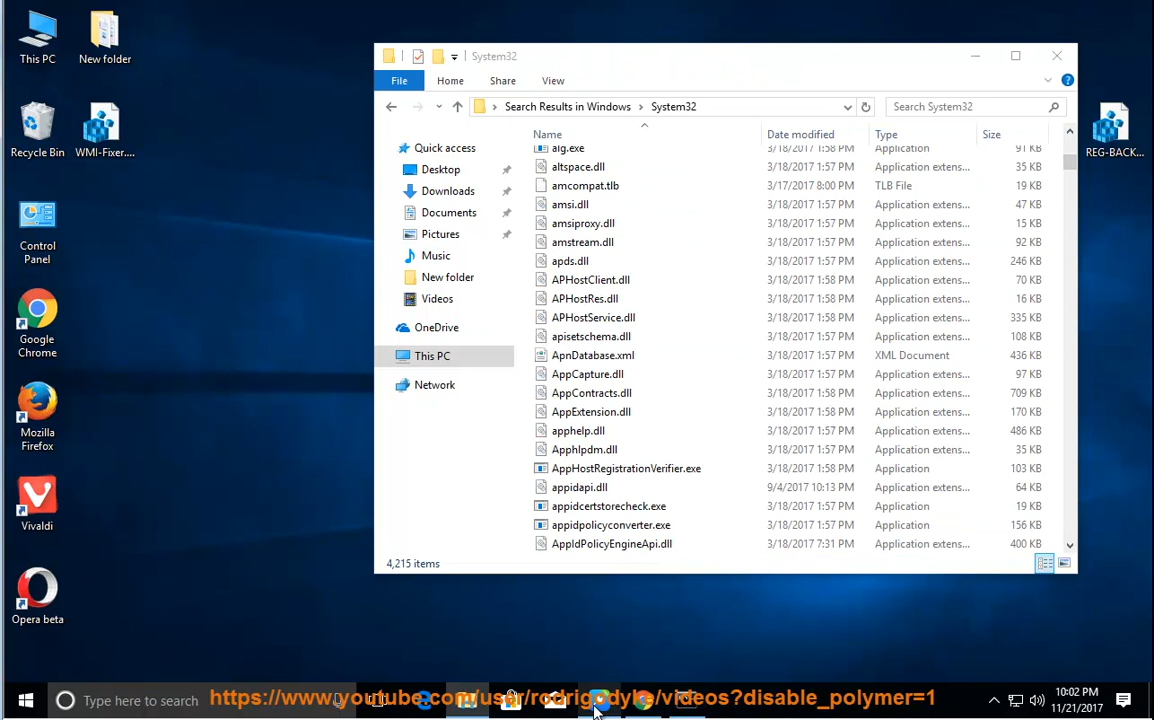 This PC
New folder
Recycle Bin
WMI-Fixer....
Control
Panel
Google
Chrome
Mozilla
Firefox
Vivaldi
Opera beta
REG-BACK...
System32
File Home Share View
Search Results in Windows System32
Search System32
Quick access
Desktop
Downloads
Documents
Pictures
Music
New folder
Videos
OneDrive
This PC
Network
Name Date modified Type Size
alg.exe 3/18/2017 1:58 PM Application 91 KB
altspace.dll 3/18/2017 1:57 PM Application extens... 35 KB
amcompat.tlb 3/17/2017 8:00 PM TLB File 19 KB
amsi.dll 3/18/2017 1:57 PM Application extens... 47 KB
amsiproxy.dll 3/18/2017 1:57 PM Application extens... 15 KB
amstream.dll 3/18/2017 1:57 PM Application extens... 92 KB
apds.dll 3/18/2017 1:57 PM Application extens... 246 KB
APHostClient.dll 3/18/2017 1:57 PM Application extens... 70 KB
APHostRes.dll 3/18/2017 1:57 PM Application extens... 16 KB
APHostService.dll 3/18/2017 1:57 PM Application extens... 335 KB
apisetschema.dll 3/18/2017 1:57 PM Application extens... 108 KB
ApnDatabase.xml 3/18/2017 1:57 PM XML Document 436 KB
AppCapture.dll 3/18/2017 1:58 PM Application extens... 97 KB
AppContracts.dll 3/18/2017 1:58 PM Application extens... 709 KB
AppExtension.dll 3/18/2017 1:58 PM Application extens... 170 KB
apphelp.dll 3/18/2017 1:58 PM Application extens... 486 KB
Apphlpdm.dll 3/18/2017 1:58 PM Application extens... 35 KB
AppHostRegistrationVerifier.exe 3/18/2017 1:58 PM Application 103 KB
appidapi.dll 9/4/2017 10:13 PM Application extens... 64 KB
appidcertstorecheck.exe 3/18/2017 1:57 PM Application 19 KB
appidpolicyconverter.exe 3/18/2017 1:57 PM Application 156 KB
AppIdPolicyEngineApi.dll 3/18/2017 7:31 PM Application extens... 400 KB
4,215 items
Type here to search
https://www.youtube.com/user/rodrigodyke/videos?disable_polymer=1
10:02 PM
11/21/2017